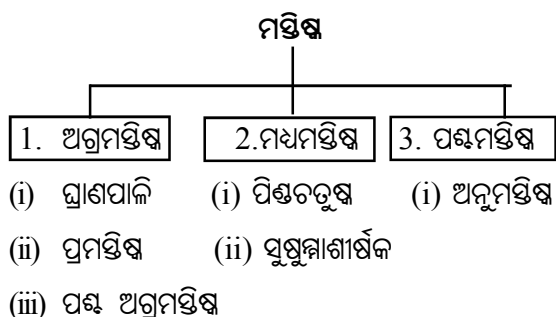 ମସ୍ତିଷ୍କ
1. ଅଗ୍ରମସ୍ତିଷ୍କ 2.ମଧ୍ୟମସ୍ତିଷ୍କ 3. ପଶ୍ଚମସ୍ତିଷ୍କ
(i) ଘ୍ରାଣପାଳି (i) ପିଣ୍ଡଚତୁଷ୍କ (i) ଅନୁମସ୍ତିଷ୍କ
(ii) ପ୍ରମସ୍ତିଷ୍କ (ii) ସୁଷୁମ୍ନାଶୀର୍ଷକ
(iii) ପଶ୍ଚ ଅଗ୍ରମସ୍ତିଷ୍କ